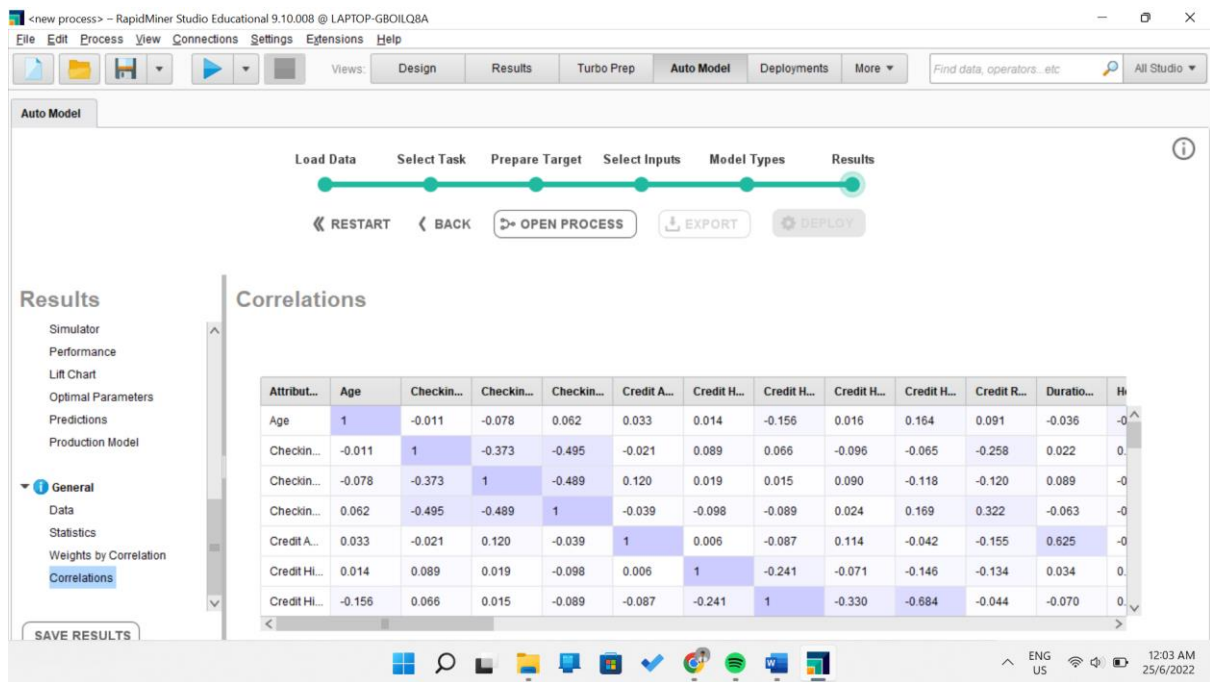 <new process> – RapidMiner Studio Educational 9.10.008 @ LAPTOP-GBOILQ8A
File Edit Process View Connections Settings Extensions Help
Views: Design Results Turbo Prep Auto Model Deployments More Find data, operators...etc All Studio
Auto Model
Load Data Select Task Prepare Target Select Inputs Model Types Results
RESTART BACK OPEN PROCESS EXPORT DEPLOY
Results
Simulator
Performance
Lift Chart
Optimal Parameters
Predictions
Production Model
General
Data
Statistics
Weights by Correlation
Correlations
SAVE RESULTS
Correlations
Attribut... Age Checkin... Checkin... Checkin... Credit A... Credit H... Credit H... Credit H... Credit H... Credit R... Duratio... H
Age 1 -0.011 -0.078 0.062 0.033 0.014 -0.156 0.016 0.164 0.091 -0.036 -0
Checkin... -0.011 1 -0.373 -0.495 -0.021 0.089 0.066 -0.096 -0.065 -0.258 0.022 0.
Checkin... -0.078 -0.373 1 -0.489 0.120 0.019 0.015 0.090 -0.118 -0.120 0.089 -0
Checkin... 0.062 -0.495 -0.489 1 -0.039 -0.098 -0.089 0.024 0.169 0.322 -0.063 -0
Credit A... 0.033 -0.021 0.120 -0.039 1 0.006 -0.087 0.114 -0.042 -0.155 0.625 -0
Credit Hi... 0.014 0.089 0.019 -0.098 0.006 1 -0.241 -0.071 -0.146 -0.134 0.034 0.
Credit Hi... -0.156 0.066 0.015 -0.089 -0.087 -0.241 1 -0.330 -0.684 -0.044 -0.070 0.
ENG
US
12:03 AM
25/6/2022